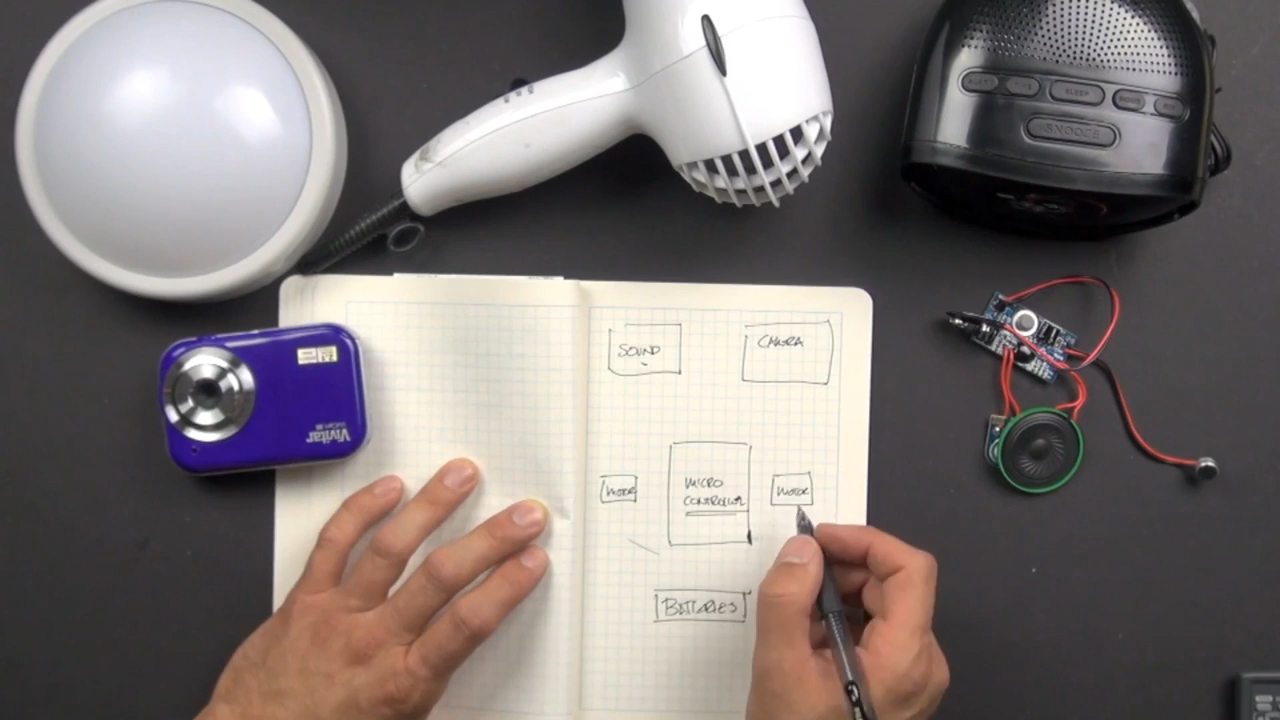 SLEEP
SNOOZE
SOUND
CAMERA
Vivitar
MICRO
CONTROLLER
MOTOR
MOTOR
BATTERIES